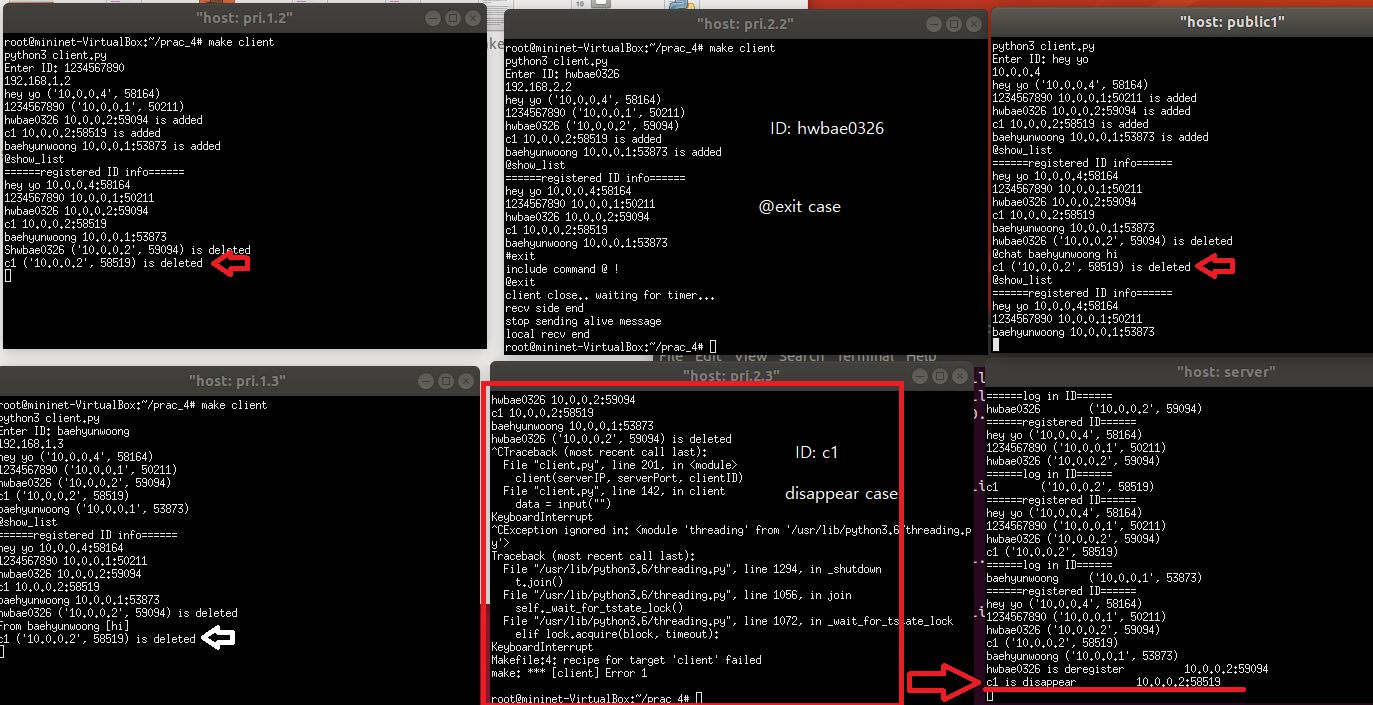 "host: pri.1.2"
root@mininet-VirtualBox:~/prac_4# make client
python3 client.py
Enter ID: 1234567890
192.168.1.2
hey yo ('10.0.0.4', 58164)
1234567890 ('10.0.0.1', 50211)
hwbae0326 10.0.0.2:59094 is added
c1 10.0.0.2:58519 is added
baehyunwoong 10.0.0.1:53873 is added
@show_list
======registered ID info======
hey yo 10.0.0.4:58164
1234567890 10.0.0.1:50211
hwbae0326 10.0.0.2:59094
c1 10.0.0.2:58519
baehyunwoong 10.0.0.1:53873
Shwbae0326 ('10.0.0.2', 59094) is deleted
c1 ('10.0.0.2', 58519) is deleted
ke
"host: pri.2.2"
root@mininet-VirtualBox:~/prac_4# make client
python3 client.py
Enter ID: hwbae0326
192.168.2.2
hey yo ('10.0.0.4', 58164)
1234567890 ('10.0.0.1', 50211)
hwbae0326 ('10.0.0.2', 59094)
c1 10.0.0.2:58519 is added
baehyunwoong 10.0.0.1:53873 is added
@show_list
======registered ID info======
hey yo 10.0.0.4:58164
1234567890 10.0.0.1:50211
hwbae0326 10.0.0.2:59094
c1 10.0.0.2:58519
baehyunwoong 10.0.0.1:53873
#exit
include command @ !
@exit
client close.. waiting for timer...
recv side end
stop sending alive message
local recv end
root@mininet-VirtualBox:~/prac_4#
ID: hwbae0326
@exit case
"host: public1"
python3 client.py
Enter ID: hey yo
10.0.0.4
hey yo ('10.0.0.4', 58164)
1234567890 10.0.0.1:50211 is added
hwbae0326 10.0.0.2:59094 is added
c1 10.0.0.2:58519 is added
baehyunwoong 10.0.0.1:53873 is added
@show_list
======registered ID info======
hey yo 10.0.0.4:58164
1234567890 10.0.0.1:50211
hwbae0326 10.0.0.2:59094
c1 10.0.0.2:58519
baehyunwoong 10.0.0.1:53873
hwbae0326 ('10.0.0.2', 59094) is deleted
@chat baehyunwoong hi
c1 ('10.0.0.2', 58519) is deleted
@show_list
======registered ID info======
hey yo 10.0.0.4:58164
1234567890 10.0.0.1:50211
baehyunwoong 10.0.0.1:53873
File Edit View Search Terminal Help
"host: pri.1.3"
root@mininet-VirtualBox:~/prac_4# make client
python3 client.py
Enter ID: baehyunwoong
192.168.1.3
hey yo ('10.0.0.4', 58164)
1234567890 ('10.0.0.1', 50211)
hwbae0326 ('10.0.0.2', 59094)
c1 ('10.0.0.2', 58519)
baehyunwoong ('10.0.0.1', 53873)
@show_list
======registered ID info======
hey yo 10.0.0.4:58164
1234567890 10.0.0.1:50211
hwbae0326 10.0.0.2:59094
c1 10.0.0.2:58519
baehyunwoong 10.0.0.1:53873
hwbae0326 ('10.0.0.2', 59094) is deleted
From baehyunwoong [hi]
c1 ('10.0.0.2', 58519) is deleted
"host: pri.2.3"
hwbae0326 10.0.0.2:59094
c1 10.0.0.2:58519
baehyunwoong 10.0.0.1:53873
hwbae0326 ('10.0.0.2', 59094) is deleted
^CTraceback (most recent call last):
File "client.py", line 201, in <module>
client(serverIP, serverPort, clientID)
File "client.py", line 142, in client
data = input("")
KeyboardInterrupt
^CException ignored in: <module 'threading' from '/usr/lib/python3.6/threading.p
y'>
Traceback (most recent call last):
File "/usr/lib/python3.6/threading.py", line 1294, in _shutdown
t.join()
File "/usr/lib/python3.6/threading.py", line 1056, in join
self._wait_for_tstate_lock()
File "/usr/lib/python3.6/threading.py", line 1072, in _wait_for_tstate_lock
elif lock.acquire(block, timeout):
KeyboardInterrupt
Makefile:4: recipe for target 'client' failed
make: *** [client] Error 1
root@mininet-VirtualBox:~/prac_4#
ID: c1
disappear case
"host: server"
======log in ID======
hwbae0326 ('10.0.0.2', 59094)
======registered ID======
hey yo ('10.0.0.4', 58164)
1234567890 ('10.0.0.1', 50211)
hwbae0326 ('10.0.0.2', 59094)
======log in ID======
c1 ('10.0.0.2', 58519)
======registered ID======
hey yo ('10.0.0.4', 58164)
1234567890 ('10.0.0.1', 50211)
hwbae0326 ('10.0.0.2', 59094)
c1 ('10.0.0.2', 58519)
======log in ID======
baehyunwoong ('10.0.0.1', 53873)
======registered ID======
hey yo ('10.0.0.4', 58164)
1234567890 ('10.0.0.1', 50211)
hwbae0326 ('10.0.0.2', 59094)
c1 ('10.0.0.2', 58519)
baehyunwoong ('10.0.0.1', 53873)
hwbae0326 is deregister 10.0.0.2:59094
c1 is disappear 10.0.0.2:58519